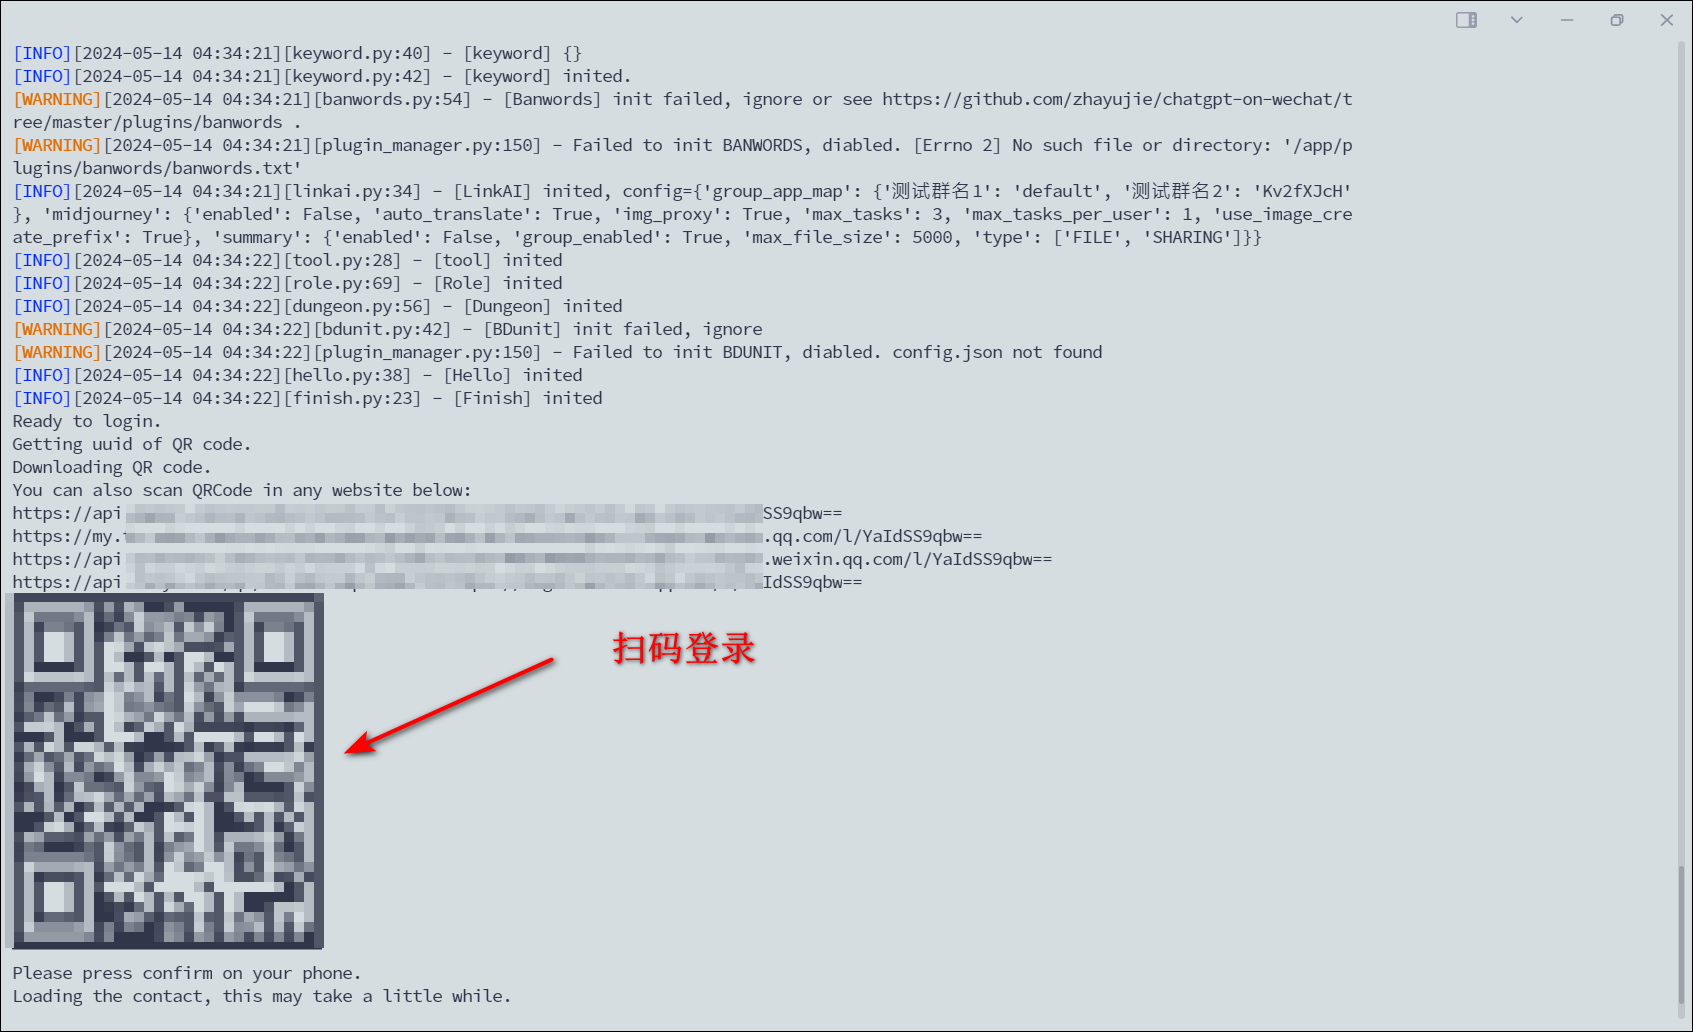 [INFO][2024-05-14 04:34:21][keyword.py:40] - [keyword] {}
[INFO][2024-05-14 04:34:21][keyword.py:42] - [keyword] inited.
[WARNING][2024-05-14 04:34:21][banwords.py:54] - [Banwords] init failed, ignore or see https://github.com/zhayujie/chatgpt-on-wechat/t
ree/master/plugins/banwords .
[WARNING][2024-05-14 04:34:21][plugin_manager.py:150] - Failed to init BANWORDS, diabled. [Errno 2] No such file or directory: '/app/p
lugins/banwords/banwords.txt'
[INFO][2024-05-14 04:34:21][linkai.py:34] - [LinkAI] inited, config={'group_app_map': {'测试群名1': 'default', '测试群名2': 'Kv2fXJcH'
}, 'midjourney': {'enabled': False, 'auto_translate': True, 'img_proxy': True, 'max_tasks': 3, 'max_tasks_per_user': 1, 'use_image_cre
ate_prefix': True}, 'summary': {'enabled': False, 'group_enabled': True, 'max_file_size': 5000, 'type': ['FILE', 'SHARING']}}
[INFO][2024-05-14 04:34:22][tool.py:28] - [tool] inited
[INFO][2024-05-14 04:34:22][role.py:69] - [Role] inited
[INFO][2024-05-14 04:34:22][dungeon.py:56] - [Dungeon] inited
[WARNING][2024-05-14 04:34:22][bdunit.py:42] - [BDunit] init failed, ignore
[WARNING][2024-05-14 04:34:22][plugin_manager.py:150] - Failed to init BDUNIT, diabled. config.json not found
[INFO][2024-05-14 04:34:22][hello.py:38] - [Hello] inited
[INFO][2024-05-14 04:34:22][finish.py:23] - [Finish] inited
Ready to login.
Getting uuid of QR code.
Downloading QR code.
You can also scan QRCode in any website below:
https://api SS9qbw==
https://my. .qq.com/l/YaIdSS9qbw==
https://api .weixin.qq.com/l/YaIdSS9qbw==
https://api IdSS9qbw==
扫码登录
Please press confirm on your phone.
Loading the contact, this may take a little while.